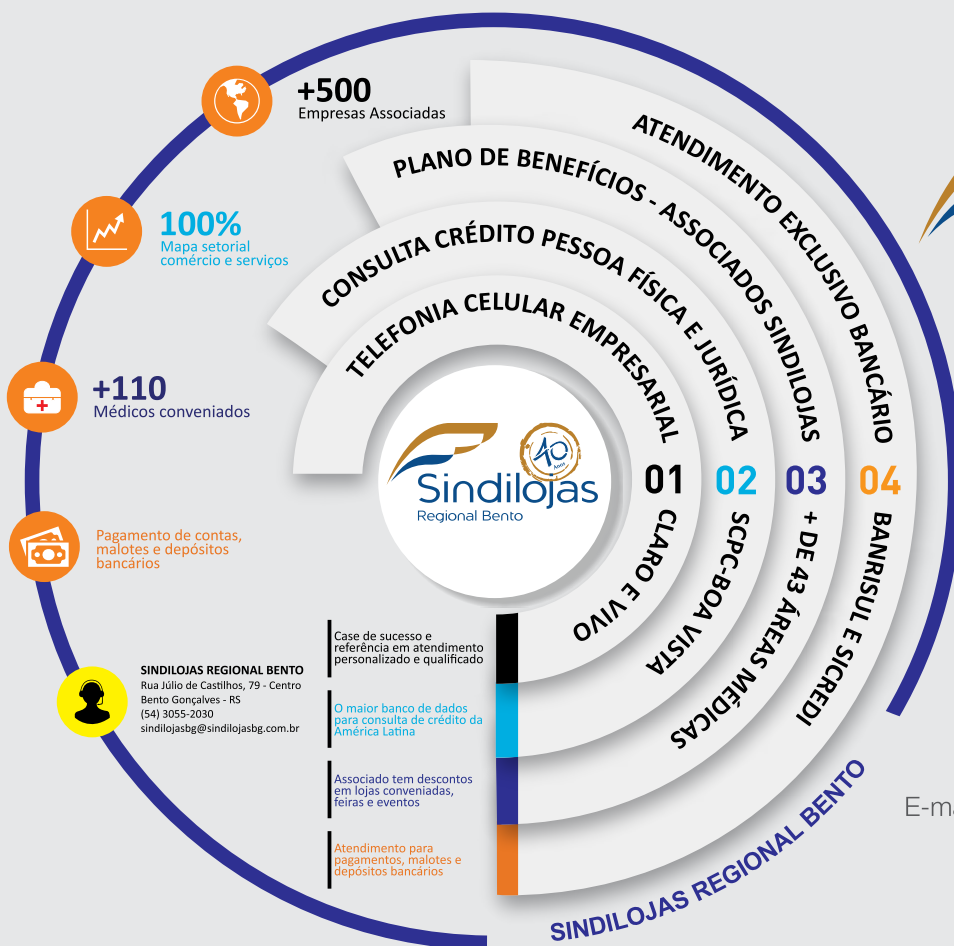 +500
Empresas Associadas
100%
Mapa setorial
comércio e serviços
+110
Médicos conveniados
Pagamento de contas,
malotes e depósitos
bancários
SINDILOJAS REGIONAL BENTO
Rua Júlio de Castilhos, 79 - Centro
Bento Gonçalves - RS
(54) 3055-2030
sindilojasbg@sindilojasbg.com.br
ATENDIMENTO EXCLUSIVO BANCÁRIO
PLANO DE BENEFÍCIOS - ASSOCIADOS SINDILOJAS
CONSULTA CRÉDITO PESSOA FÍSICA E JURÍDICA
TELEFONIA CELULAR EMPRESARIAL
40
Anos
Sindilojas
Regional Bento
01
02
03
04
CLARO E VIVO
SCPC-BOA VISTA
+ DE 43 ÁREAS MÉDICAS
BANRISUL E SICREDI
Case de sucesso e
referência em atendimento
personalizado e qualificado
O maior banco de dados
para consulta de crédito da
América Latina
Associado tem descontos
em lojas conveniadas,
feiras e eventos
Atendimento para
pagamentos, malotes e
depósitos bancários
SINDILOJAS REGIONAL BENTO